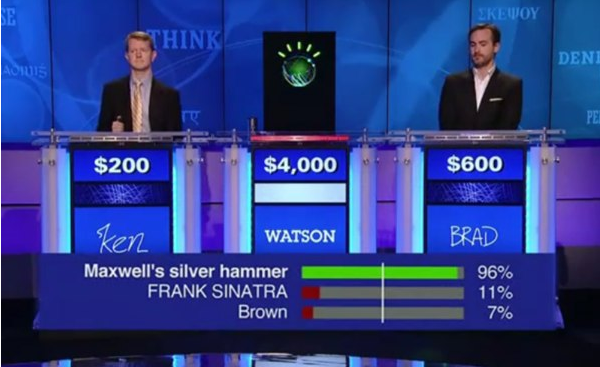 THINK
$200
$4,000
$600
Ken
WATSON
BRAD
Maxwell's silver hammer 96%
FRANK SINATRA 11%
Brown 7%